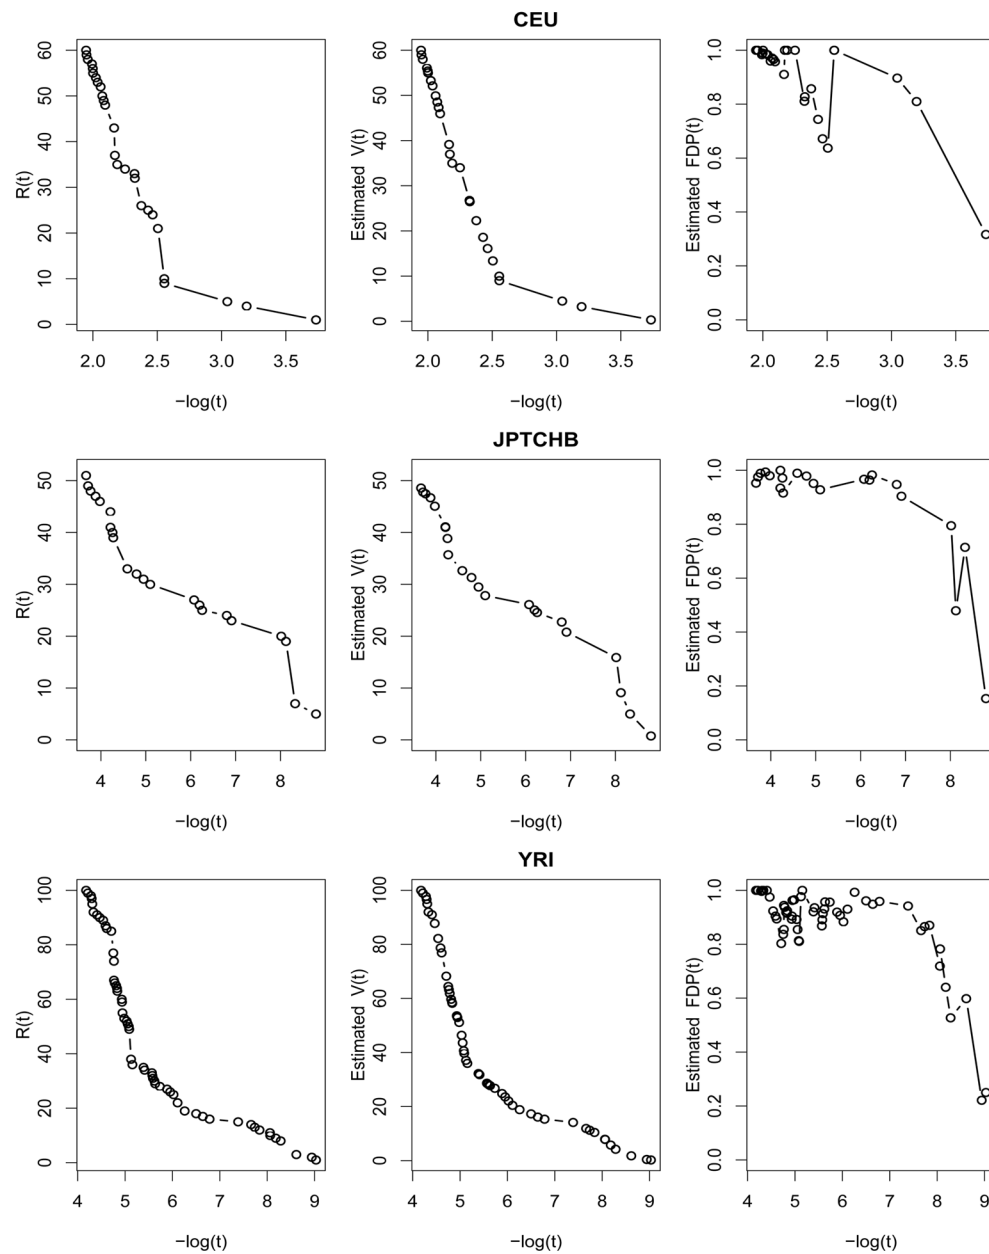 CEU
R(t)
0 10 20 30 40 50 60
2.0 2.5 3.0 3.5
−log(t)
Estimated V(t)
0 10 20 30 40 50 60
2.0 2.5 3.0 3.5
−log(t)
Estimated FDP(t)
0.0 0.2 0.4 0.6 0.8 1.0
2.0 2.5 3.0 3.5
−log(t)
JPTCHB
R(t)
0 10 20 30 40 50
4 5 6 7 8
−log(t)
Estimated V(t)
0 10 20 30 40 50
4 5 6 7 8
−log(t)
Estimated FDP(t)
0.0 0.2 0.4 0.6 0.8 1.0
4 5 6 7 8
−log(t)
YRI
R(t)
0 20 40 60 80 100
4 5 6 7 8 9
−log(t)
Estimated V(t)
0 20 40 60 80 100
4 5 6 7 8 9
−log(t)
Estimated FDP(t)
0.0 0.2 0.4 0.6 0.8 1.0
4 5 6 7 8 9
−log(t)